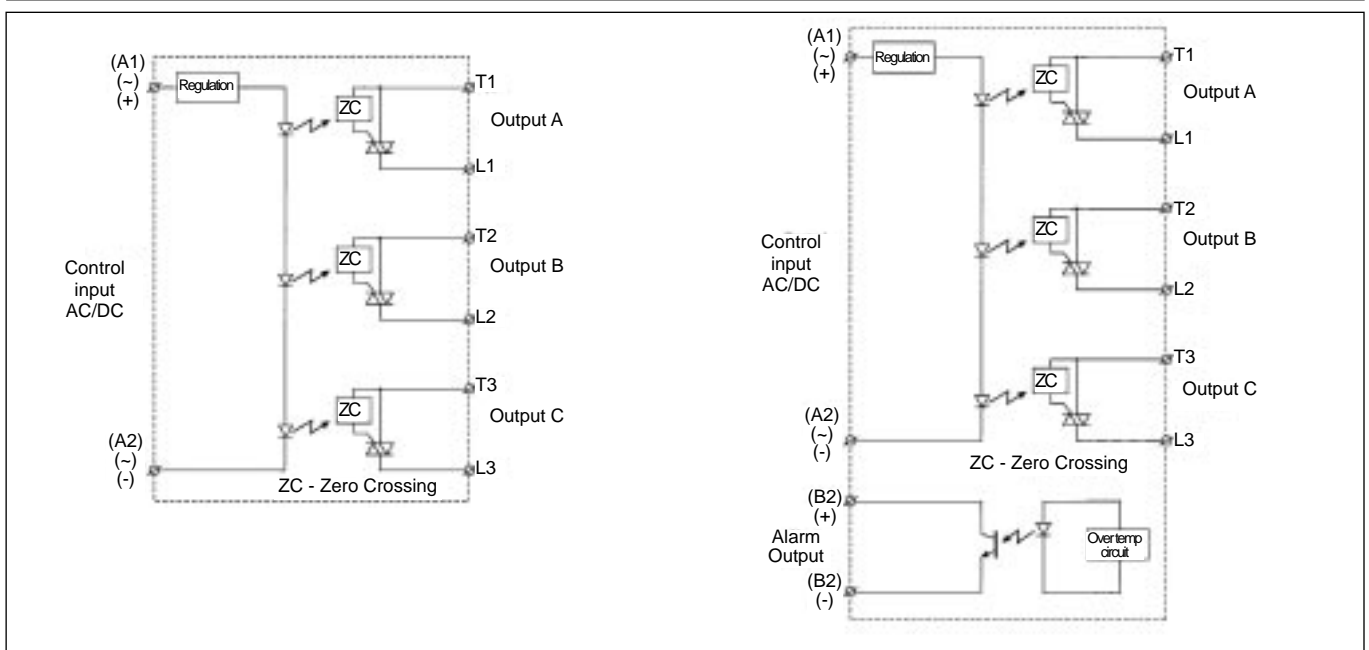 (A1)
(~)
(+)
Regulation
ZC
T1
Output A
L1
T2
ZC
Output B
L2
Control
input
AC/DC
T3
ZC
Output C
L3
(A2)
(~)
(-)
ZC - Zero Crossing
(A1)
(~)
(+)
Regulation
ZC
T1
Output A
L1
T2
ZC
Output B
L2
Control
input
AC/DC
T3
ZC
Output C
L3
(A2)
(~)
(-)
ZC - Zero Crossing
(B2)
(+)
Alarm
Output
Over temp
circuit
(B2)
(-)